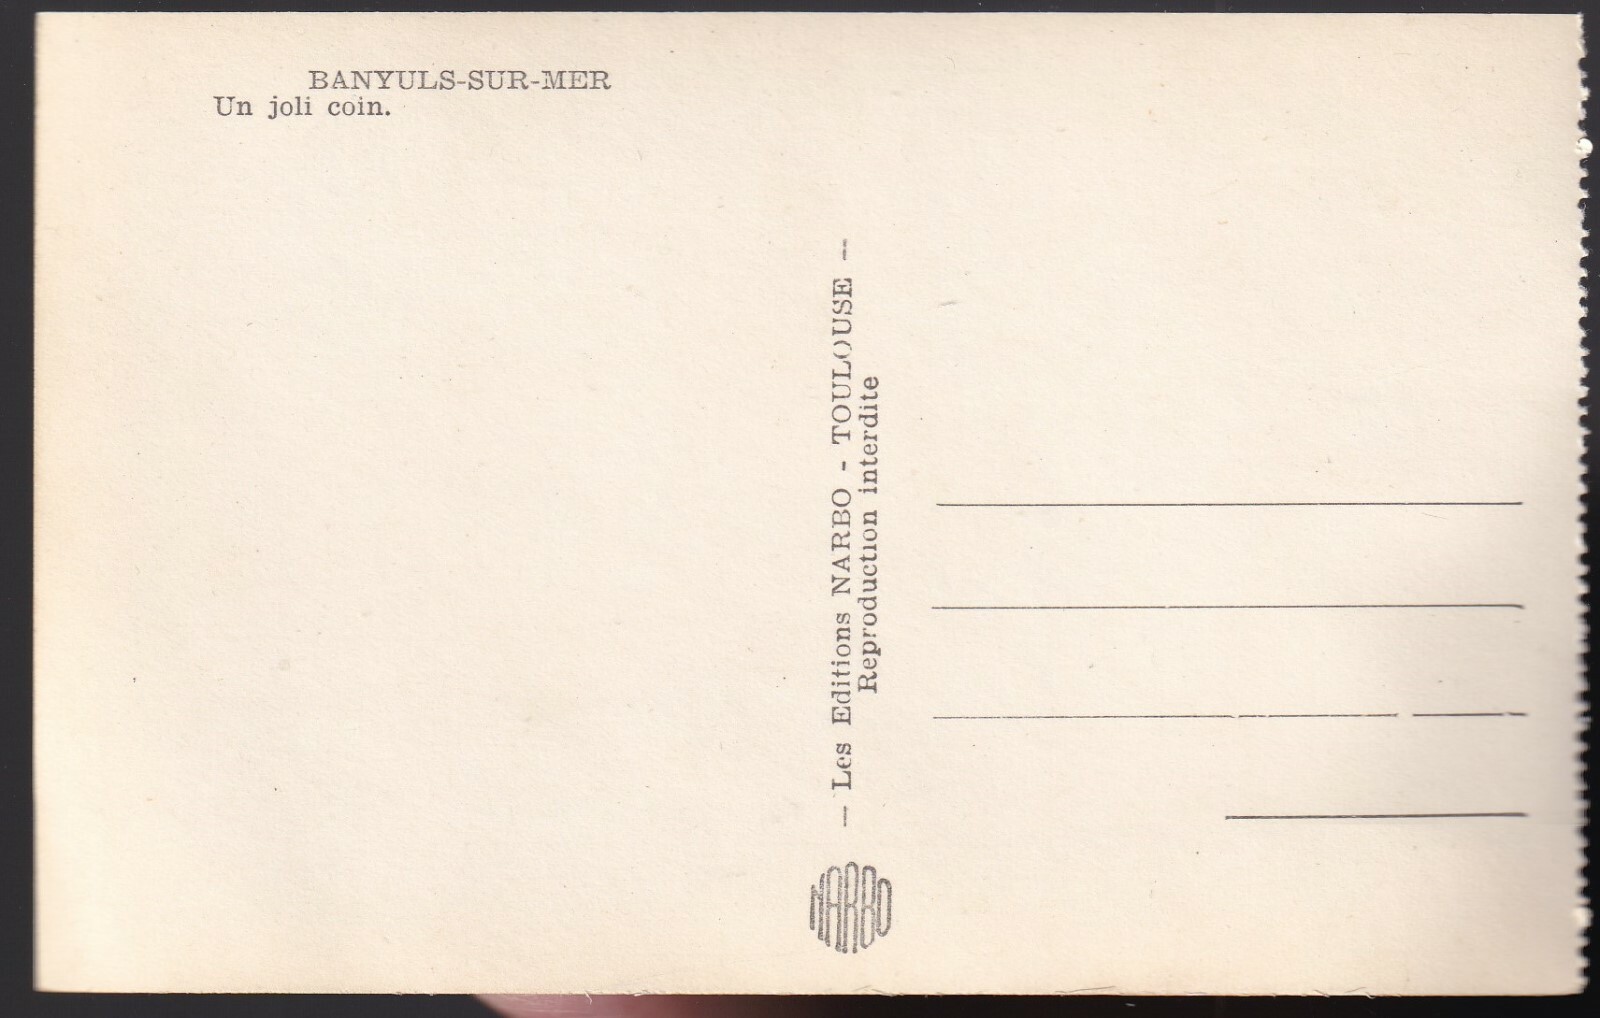 BANYULS-SUR-MER
Un joli coin.
— Les Editions NARBO - TOULOUSE —
Reproduction interdite
NARBO